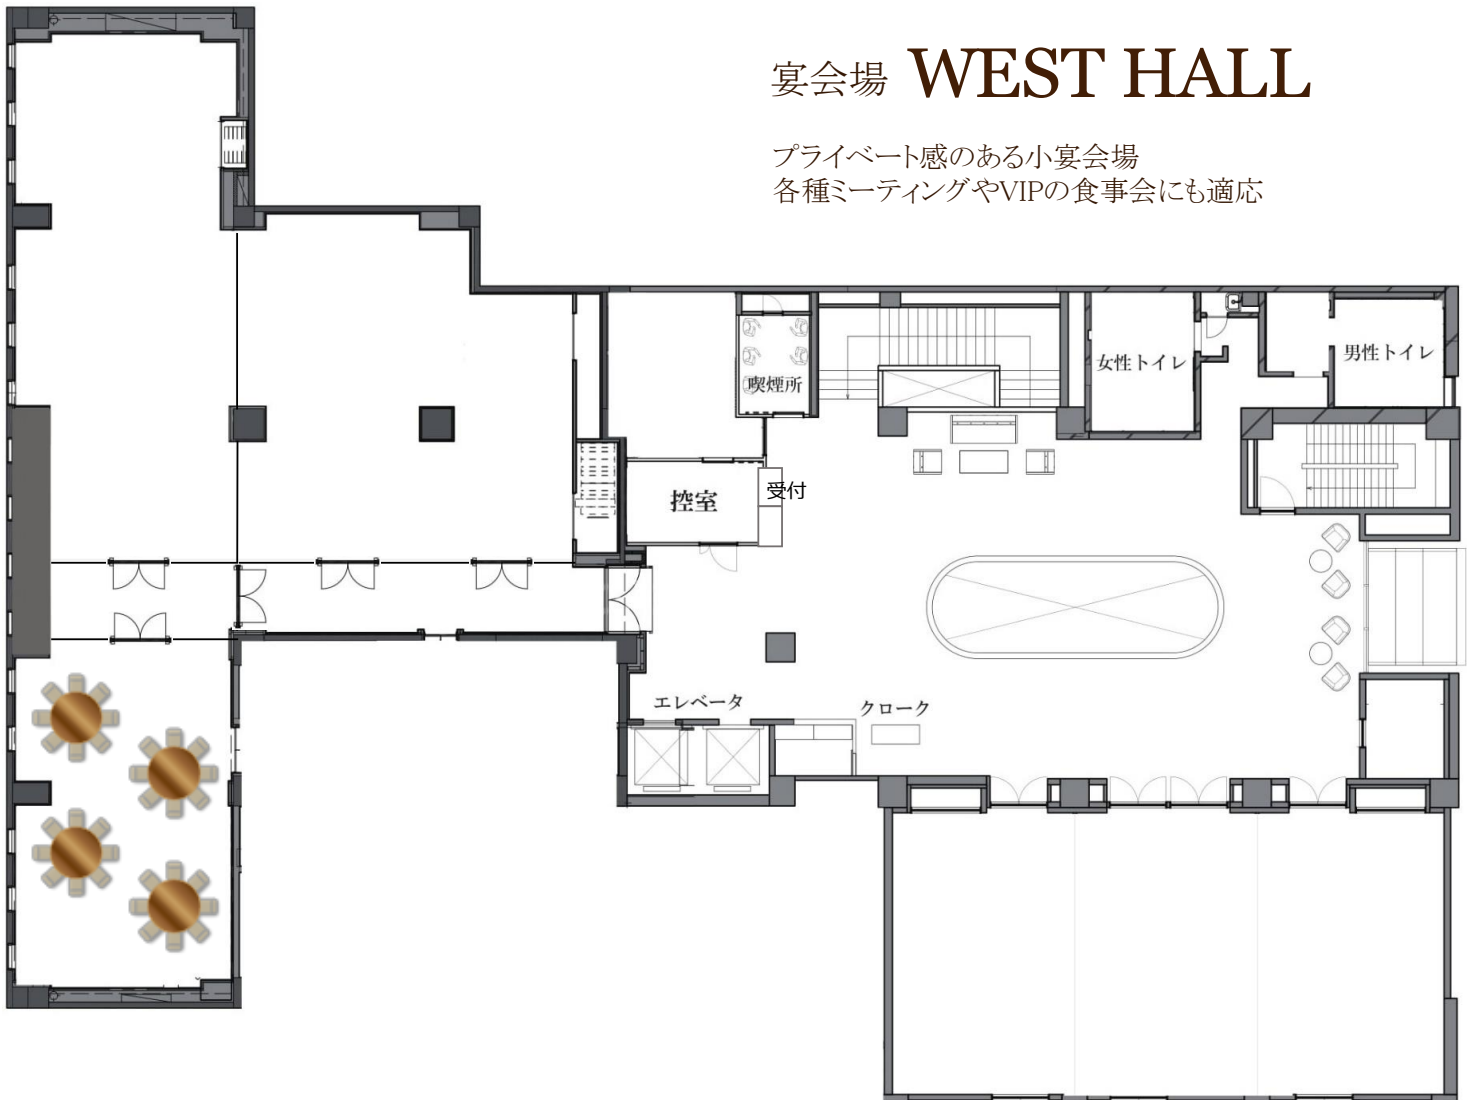 宴会場 WEST HALL
プライベート感のある小宴会場
各種ミーティングやVIPの食事会にも適応
女性トイレ
男性トイレ
喫煙所
控室
受付
エレベータ
クローク